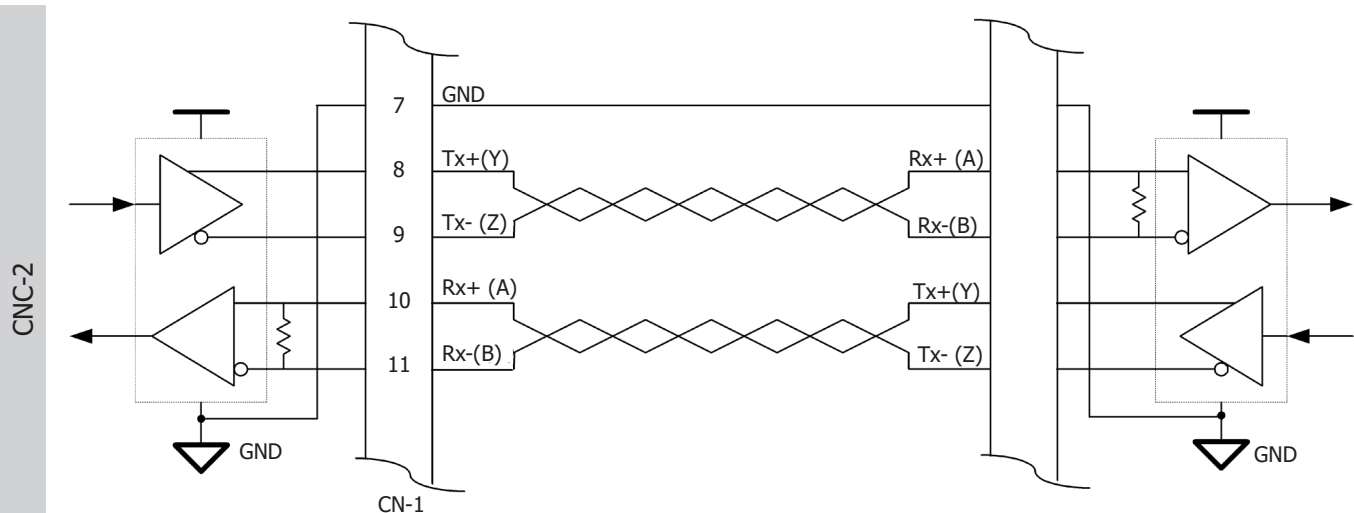 CNC-2
7
GND
8
Tx+(Y)
Rx+ (A)
9
Tx- (Z)
Rx-(B)
10
Rx+ (A)
Tx+(Y)
11
Rx-(B)
Tx- (Z)
GND
GND
CN-1